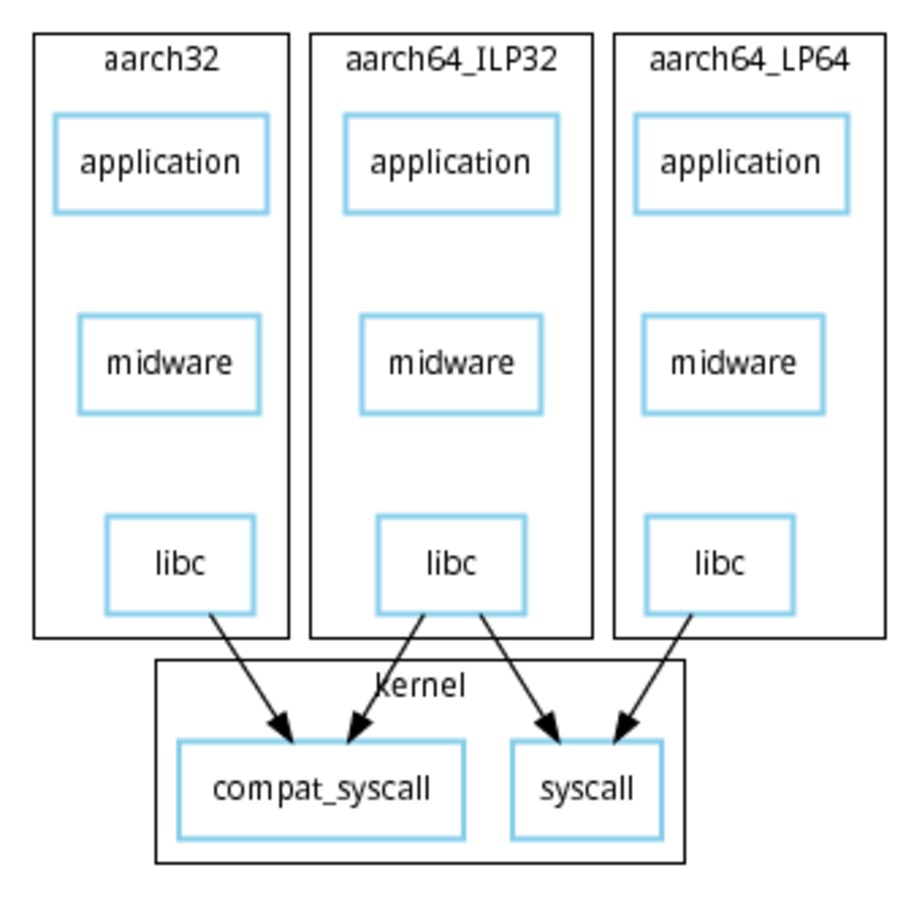 aarch32
aarch64_ILP32
aarch64_LP64
application
application
application
midware
midware
midware
libc
libc
libc
kernel
compat_syscall
syscall